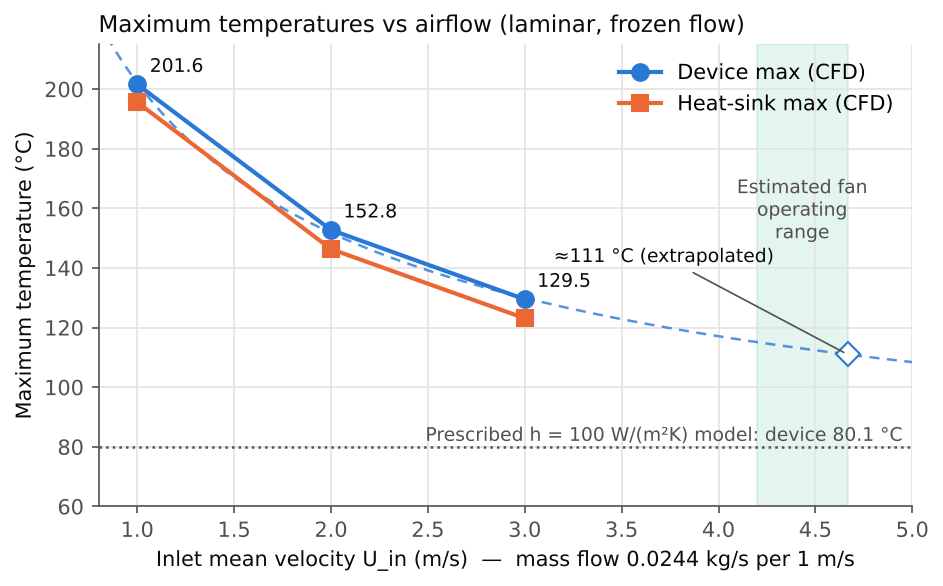 Maximum temperatures vs airflow (laminar, frozen flow)
Device max (CFD)
Heat-sink max (CFD)
201.6
152.8
129.5
Estimated fan
operating
range
≈111 °C (extrapolated)
Prescribed h = 100 W/(m²K) model: device 80.1 °C
Maximum temperature (°C)
200
180
160
140
120
100
80
60
1.0 1.5 2.0 2.5 3.0 3.5 4.0 4.5 5.0
Inlet mean velocity U_in (m/s) — mass flow 0.0244 kg/s per 1 m/s